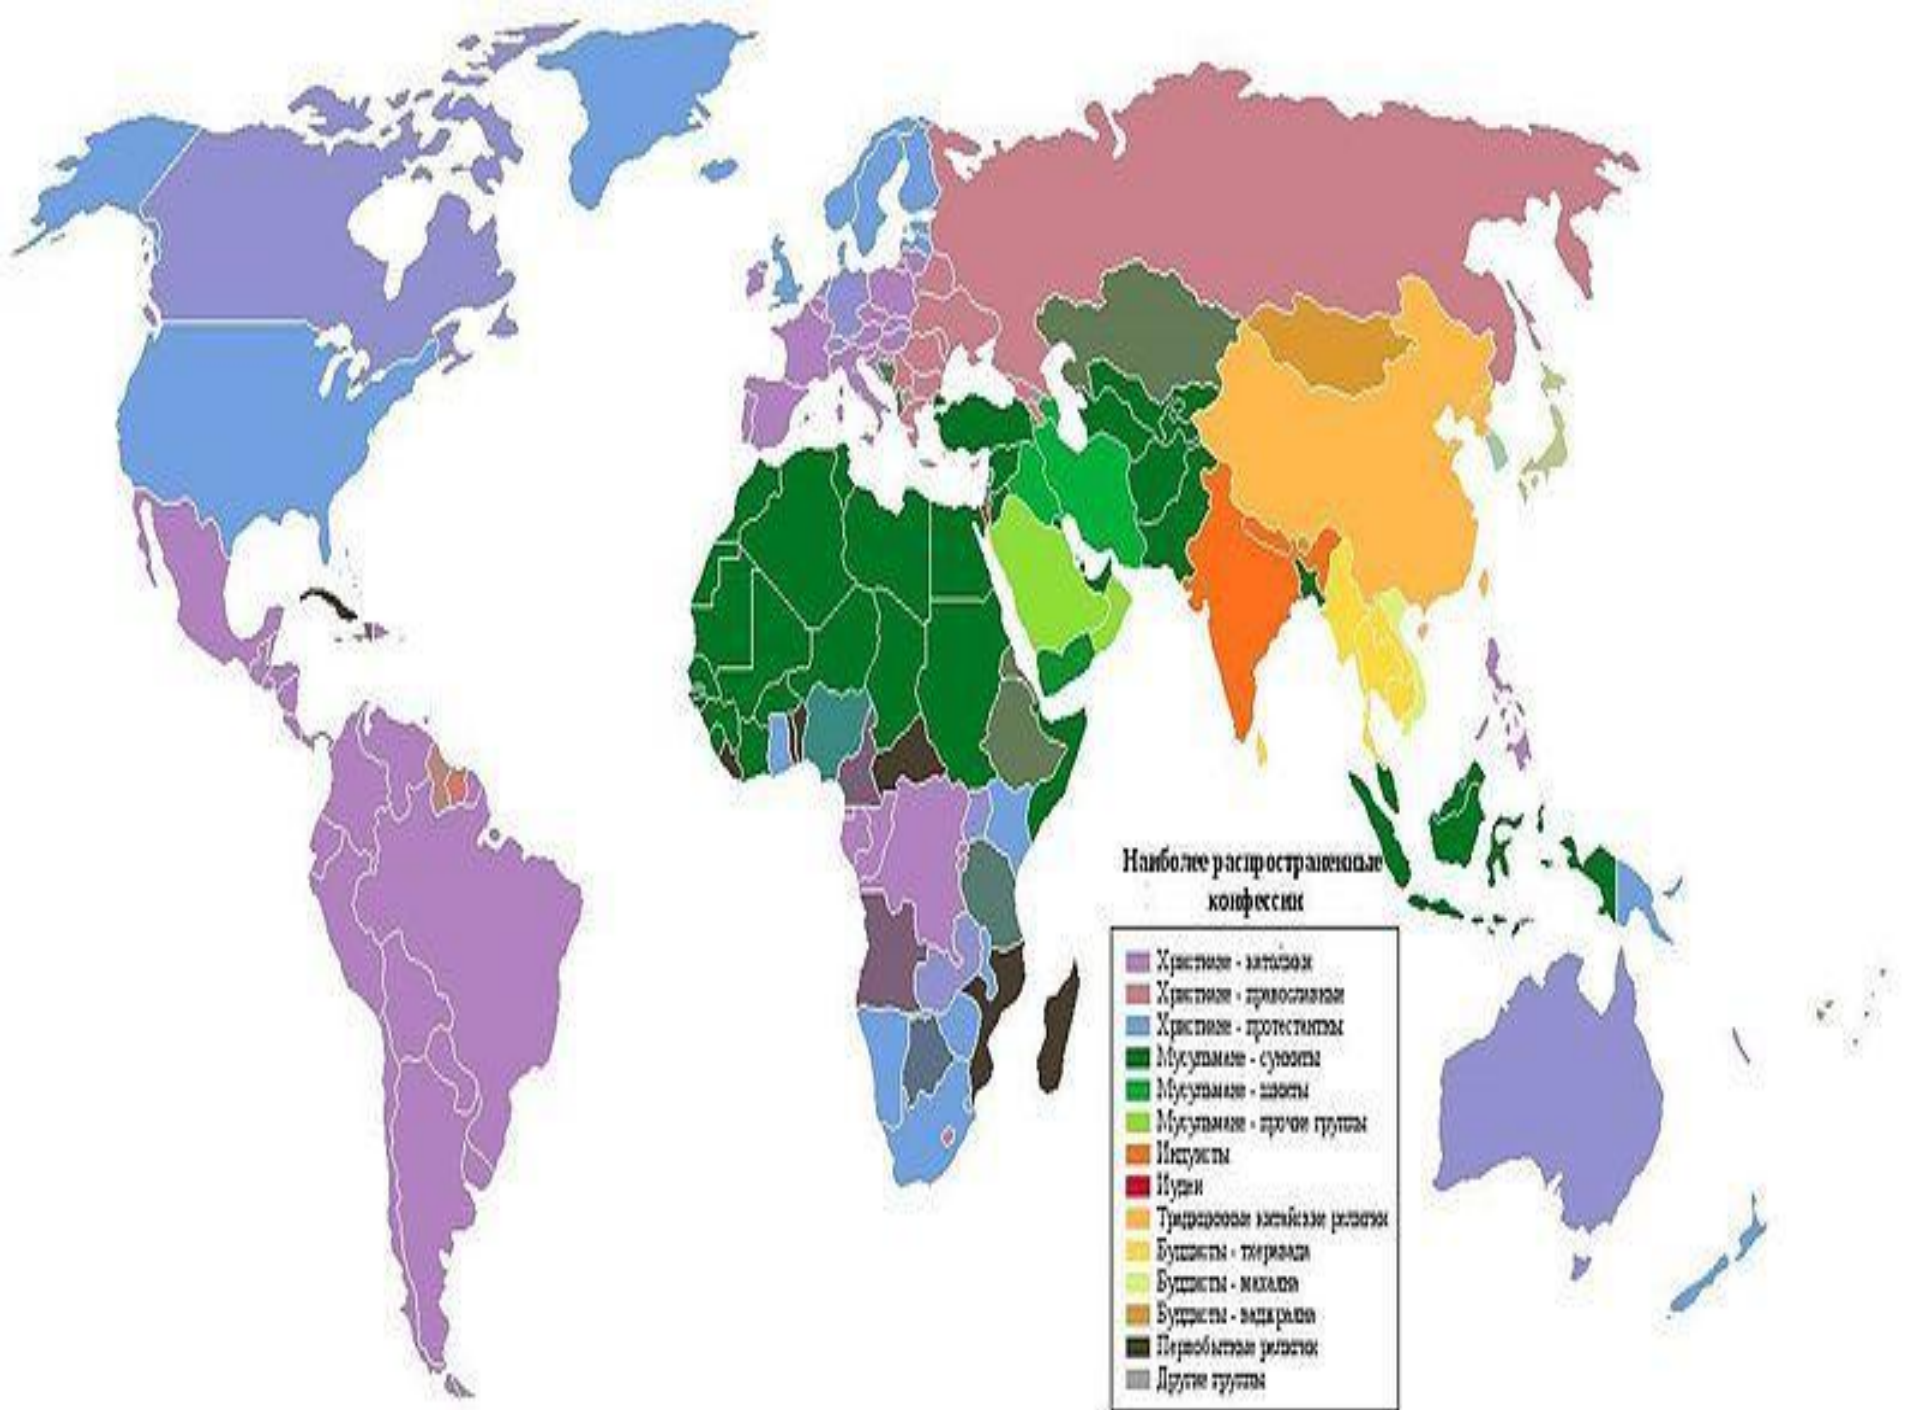 Наиболее распространенные
конфессии
Христиане - католики
Христиане - православные
Христиане - протестанты
Мусульмане - сунниты
Мусульмане - шииты
Мусульмане - прочие группы
Индуисты
Иудеи
Традиционные китайские религии
Буддисты - тхеравада
Буддисты - махаяна
Буддисты - ваджраяна
Первобытные религии
Другие группы